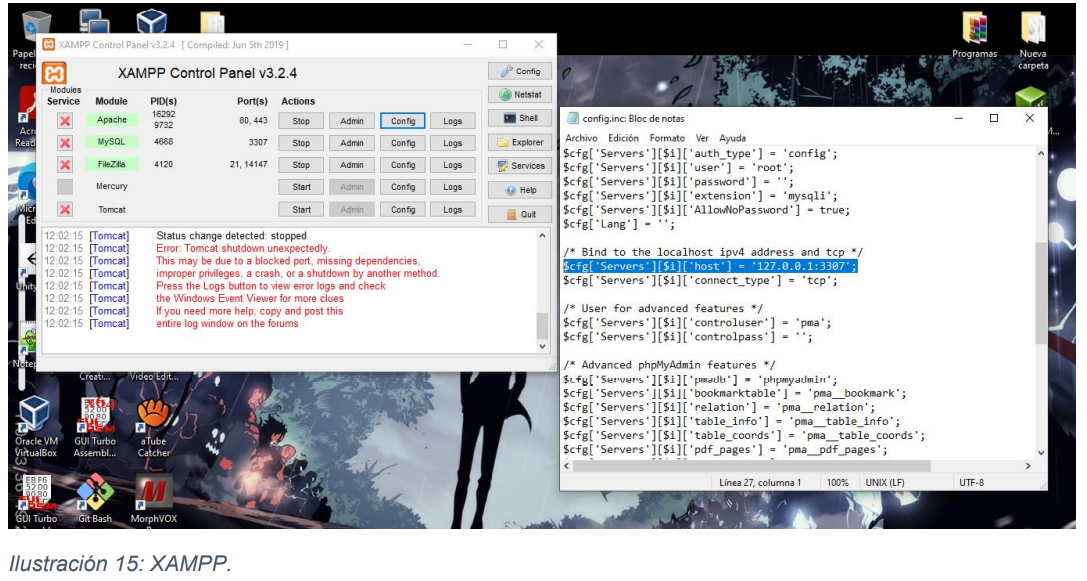 Papel
reci
Acro
Read
Micr
Ed
Unity
Notep
XAMPP Control Panel v3.2.4 [ Compiled: Jun 5th 2019 ]
XAMPP Control Panel v3.2.4
Modules
Service Module PID(s) Port(s) Actions
Apache 16292
9732 80, 443 Stop Admin Config Logs
MySQL 4668 3307 Stop Admin Config Logs
FileZilla 4120 21, 14147 Stop Admin Config Logs
Mercury Start Admin Config Logs
Tomcat Start Admin Config Logs
Config
Netstat
Shell
Explorer
Services
Help
Quit
12:02:15 [Tomcat] Status change detected: stopped
12:02:15 [Tomcat] Error: Tomcat shutdown unexpectedly.
12:02:15 [Tomcat] This may be due to a blocked port, missing dependencies,
12:02:15 [Tomcat] improper privileges, a crash, or a shutdown by another method.
12:02:15 [Tomcat] Press the Logs button to view error logs and check
12:02:15 [Tomcat] the Windows Event Viewer for more clues
12:02:15 [Tomcat] If you need more help, copy and post this
12:02:15 [Tomcat] entire log window on the forums
Programas
Nueva
carpeta
config.inc: Bloc de notas
Archivo Edición Formato Ver Ayuda
$cfg['Servers'][$i]['auth_type'] = 'config';
$cfg['Servers'][$i]['user'] = 'root';
$cfg['Servers'][$i]['password'] = '';
$cfg['Servers'][$i]['extension'] = 'mysqli';
$cfg['Servers'][$i]['AllowNoPassword'] = true;
$cfg['Lang'] = '';
/* Bind to the localhost ipv4 address and tcp */
$cfg['Servers'][$i]['host'] = '127.0.0.1:3307';
$cfg['Servers'][$i]['connect_type'] = 'tcp';
/* User for advanced features */
$cfg['Servers'][$i]['controluser'] = 'pma';
$cfg['Servers'][$i]['controlpass'] = '';
/* Advanced phpMyAdmin features */
$cfg['Servers'][$i]['pmadb'] = 'phpmyadmin';
$cfg['Servers'][$i]['bookmarktable'] = 'pma__bookmark';
$cfg['Servers'][$i]['relation'] = 'pma__relation';
$cfg['Servers'][$i]['table_info'] = 'pma__table_info';
$cfg['Servers'][$i]['table_coords'] = 'pma__table_coords';
$cfg['Servers'][$i]['pdf_pages'] = 'pma__pdf_pages';
Línea 27, columna 1 100% UNIX (LF) UTF-8
Creati... Video Edit...
Oracle VM
VirtualBox
GUI Turbo
Assembl...
aTube
Catcher
GUI Turbo
Git Bash
MorphVOX
Ilustración 15: XAMPP.